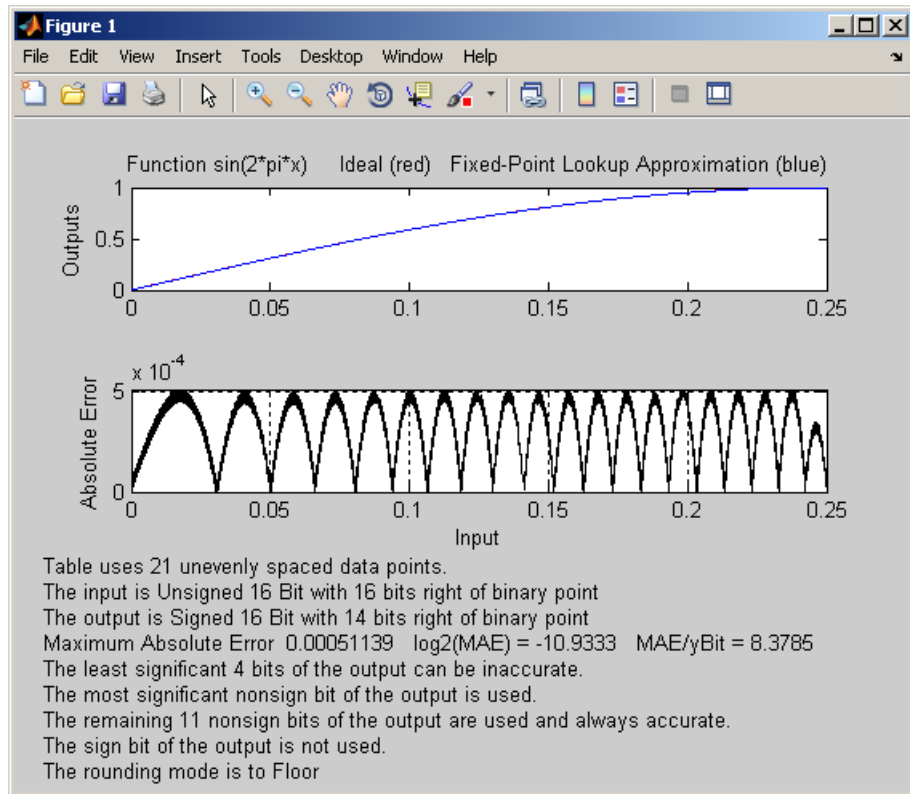 Figure 1
File Edit View Insert Tools Desktop Window Help
Function sin(2*pi*x) Ideal (red) Fixed-Point Lookup Approximation (blue)
1
0.5
0
Outputs
0 0.05 0.1 0.15 0.2 0.25
x 10^-4
5
0
Absolute Error
0 0.05 0.1 0.15 0.2 0.25
Input
Table uses 21 unevenly spaced data points.
The input is Unsigned 16 Bit with 16 bits right of binary point
The output is Signed 16 Bit with 14 bits right of binary point
Maximum Absolute Error 0.00051139 log2(MAE) = -10.9333 MAE/yBit = 8.3785
The least significant 4 bits of the output can be inaccurate.
The most significant nonsign bit of the output is used.
The remaining 11 nonsign bits of the output are used and always accurate.
The sign bit of the output is not used.
The rounding mode is to Floor